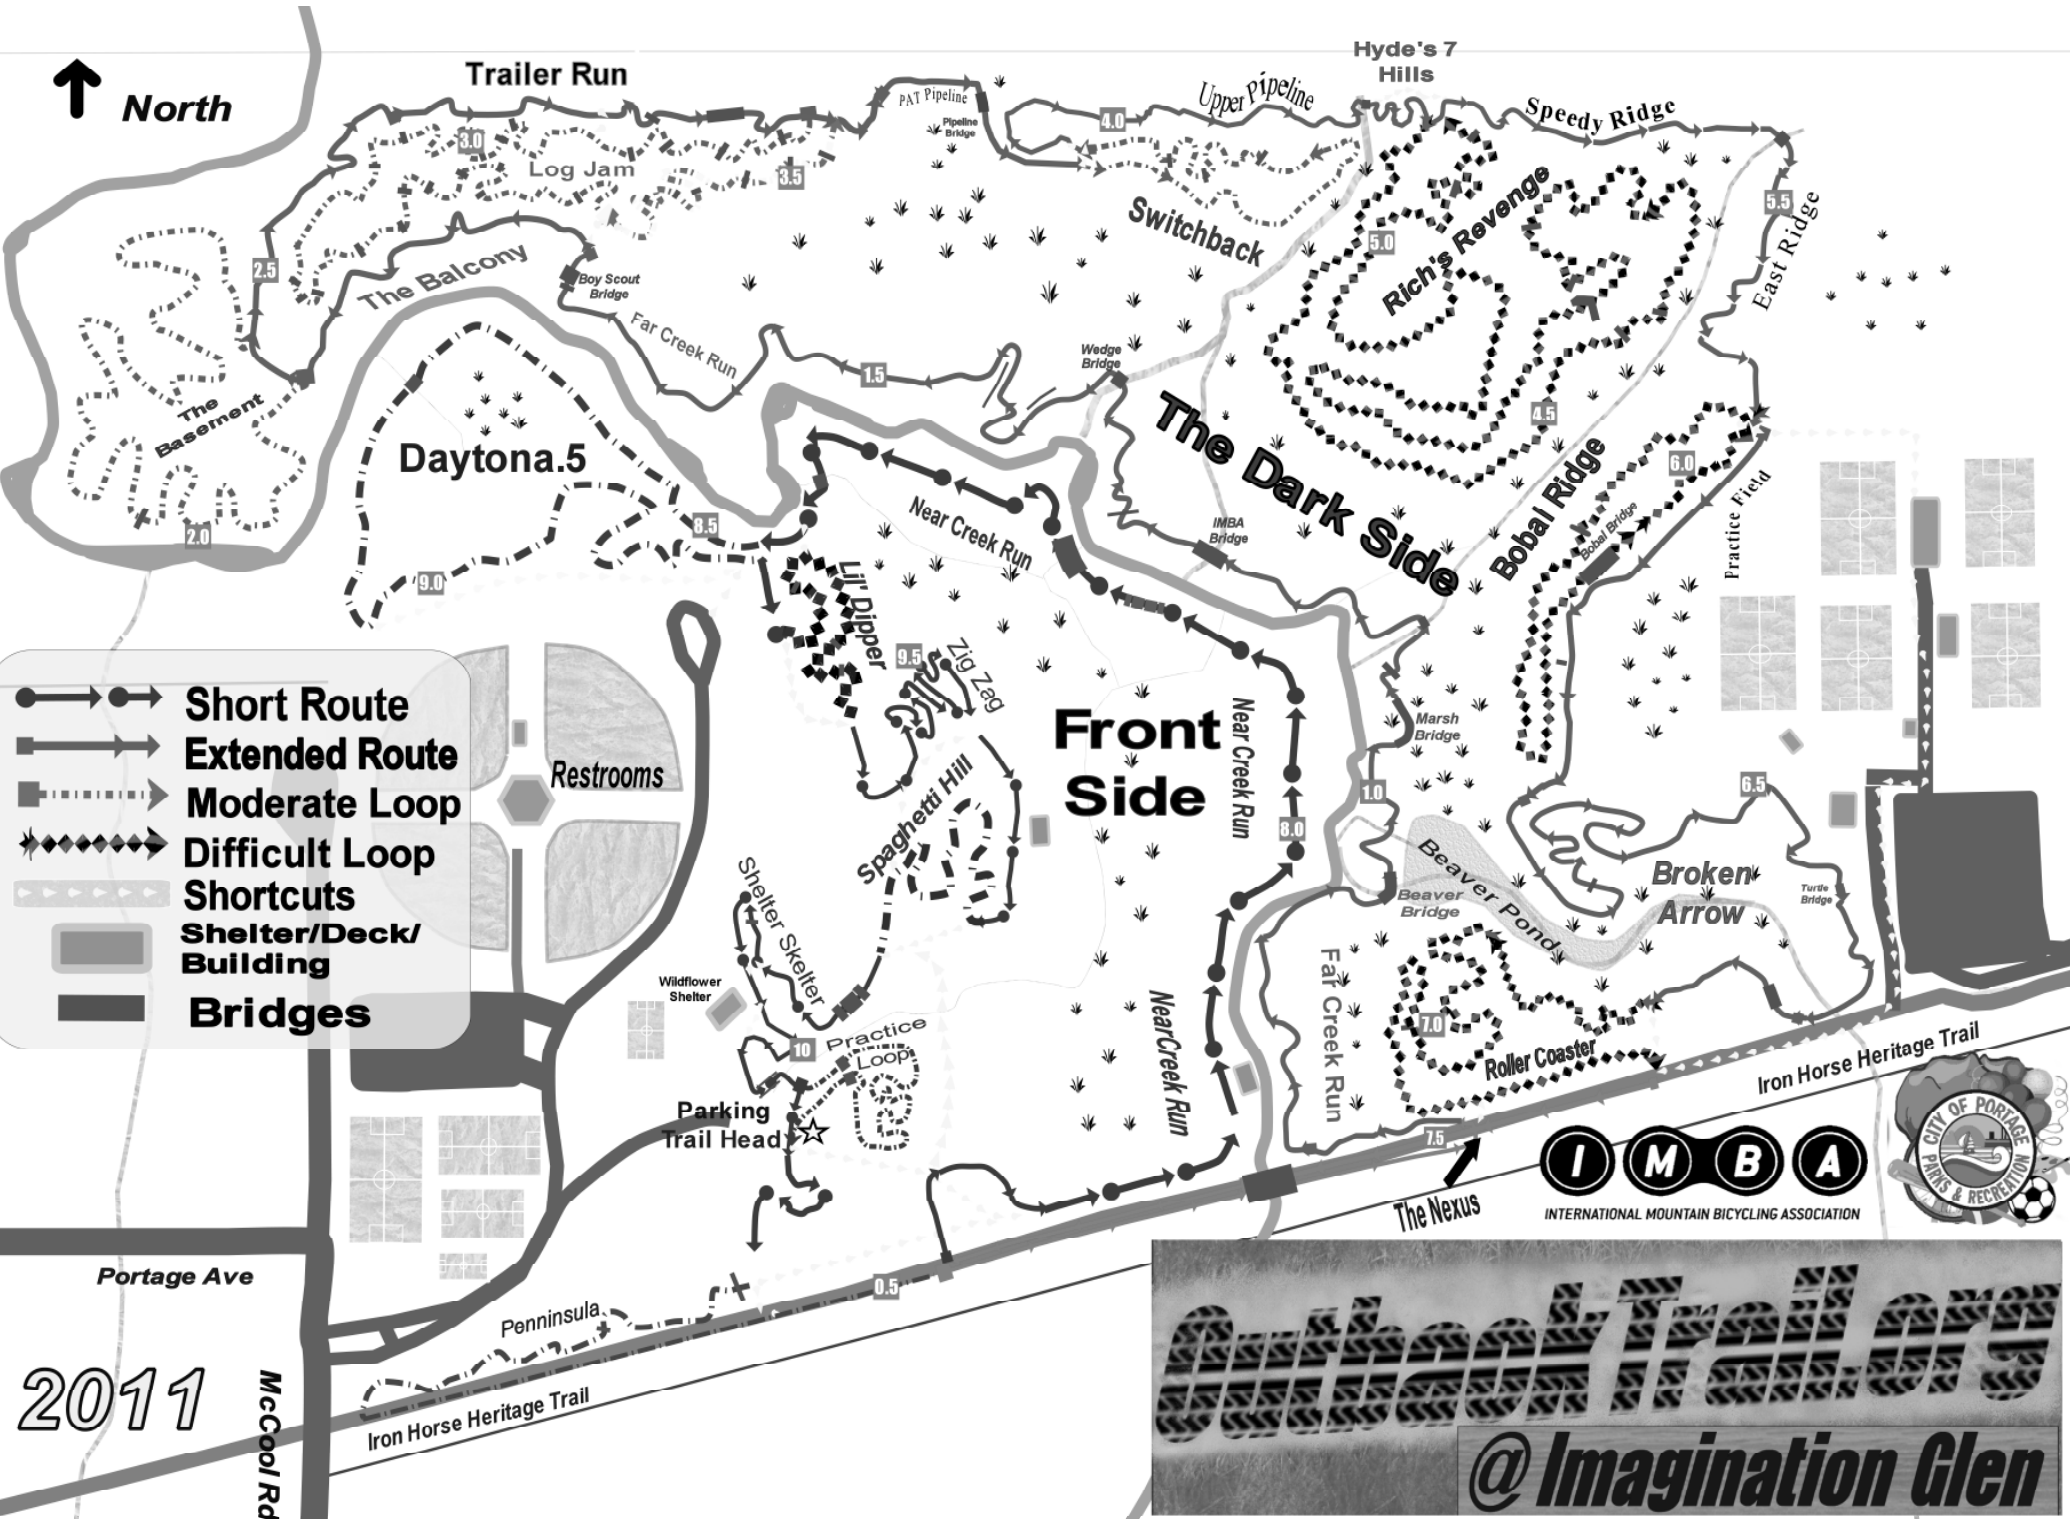 Hyde's 7
Hills
North
Trailer Run
PAT Pipeline
Pipeline
Bridge
4.0
Upper Pipeline
Speedy Ridge
3.0
Log Jam
3.5
Switchback
5.0
Rich's Revenge
5.5
East Ridge
2.5
The Balcony
Boy Scout
Bridge
Far Creek Run
1.5
Wedge
Bridge
The
Basement
2.0
Daytona.5
8.5
9.0
Near Creek Run
The Dark Side
IMBA
Bridge
4.5
Bobal Ridge
6.0
Bobal Bridge
Practice Field
Lil' Dipper
9.5
Zig Zag
Front
Side
Near Creek Run
8.0
Marsh
Bridge
1.0
Short Route
Extended Route
Moderate Loop
Difficult Loop
Shortcuts
Shelter/Deck/
Building
Bridges
Restrooms
Spaghetti Hill
Shelter Skelter
Wildflower
Shelter
10
Practice
Loop
Parking
Trail Head
Beaver Pond
Beaver
Bridge
6.5
Broken
Arrow
Turtle
Bridge
Far Creek Run
7.0
Roller Coaster
NearCreek Run
7.5
The Nexus
Iron Horse Heritage Trail
IMBA
INTERNATIONAL MOUNTAIN BICYCLING ASSOCIATION
CITY OF PORTAGE
PARKS & RECREATION
Portage Ave
0.5
Penninsula
2011
McCool Rd
Iron Horse Heritage Trail
OutbackTrail.org
@ Imagination Glen